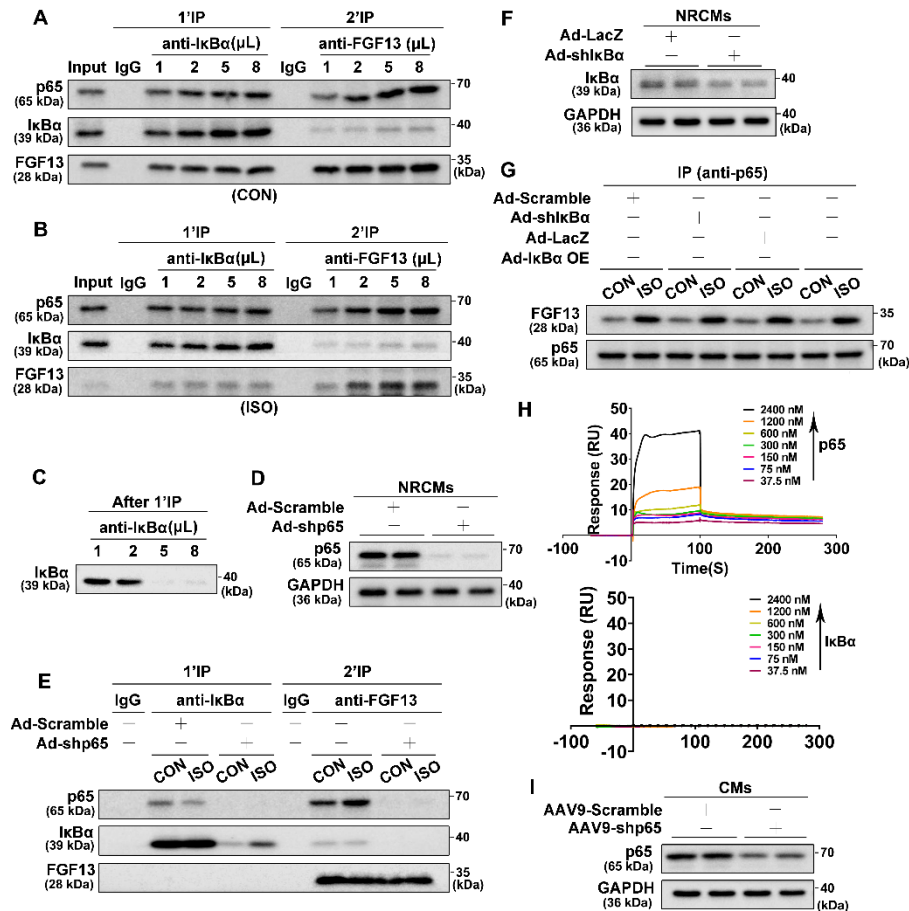 A
1'IP 2'IP
anti-IκBα(μL) anti-FGF13 (μL)
Input IgG 1 2 5 8 IgG 1 2 5 8
p65 70
(65 kDa)
IκBα 40
(39 kDa)
FGF13 35
(28 kDa) (kDa)
(CON)
B
1'IP 2'IP
anti-IκBα(μL) anti-FGF13 (μL)
Input IgG 1 2 5 8 IgG 1 2 5 8
p65 70
(65 kDa)
IκBα 40
(39 kDa)
FGF13 35
(28 kDa) (kDa)
(ISO)
C
After 1'IP
anti-IκBα(μL)
1 2 5 8
IκBα 40
(39 kDa) (kDa)
D
NRCMs
Ad-Scramble + −
Ad-shp65 − +
p65 70
(65 kDa)
GAPDH 40
(36 kDa) (kDa)
E
1'IP 2'IP
IgG anti-IκBα IgG anti-FGF13
Ad-Scramble − + − − − −
Ad-shp65 − − + − − +
CON ISO CON ISO CON ISO CON ISO
p65 70
(65 kDa)
IκBα 40
(39 kDa)
FGF13 35
(28 kDa) (kDa)
F
NRCMs
Ad-LacZ + −
Ad-shIκBα − +
IκBα 40
(39 kDa)
GAPDH 40
(36 kDa) (kDa)
G
IP (anti-p65)
Ad-Scramble + − − −
Ad-shIκBα − | − −
Ad-LacZ − − | −
Ad-IκBα OE − − − −
CON ISO CON ISO CON ISO CON ISO
FGF13 35
(28 kDa)
p65 70
(65 kDa) (kDa)
H
Response (RU)
50
40
30
20
10
0
-10
-100 0 100 200 300
Time(S)
2400 nM
1200 nM
600 nM
300 nM
150 nM
75 nM
37.5 nM
p65
Response (RU)
50
40
30
20
10
0
-10
-100 0 100 200 300
2400 nM
1200 nM
600 nM
300 nM
150 nM
75 nM
37.5 nM
IκBα
I
CMs
AAV9-Scramble | −
AAV9-shp65 − −
p65 70
(65 kDa)
GAPDH 40
(36 kDa) (kDa)